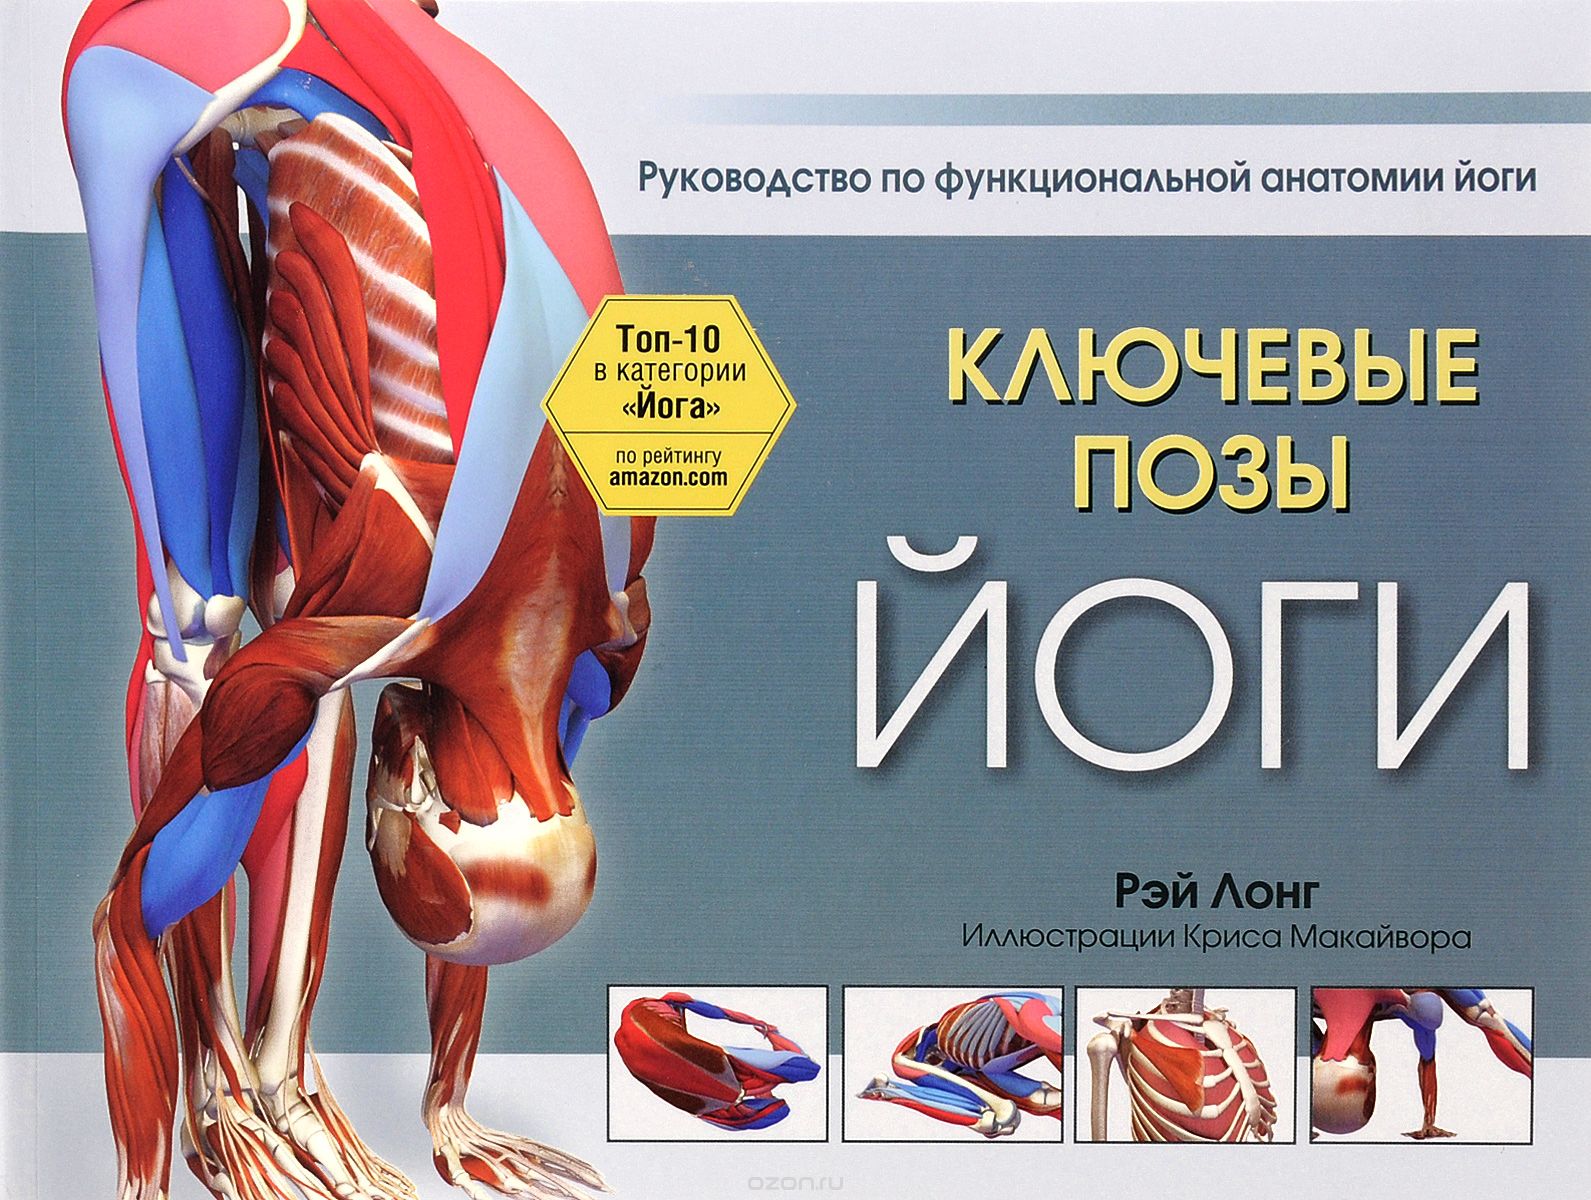 Руководство по функциональной анатомии йоги
Топ-10
в категории
«Йога»
по рейтингу
amazon.com
КЛЮЧЕВЫЕ
ПОЗЫ
ЙОГИ
Рэй Лонг
Иллюстрации Криса Макайвора
ozon.ru